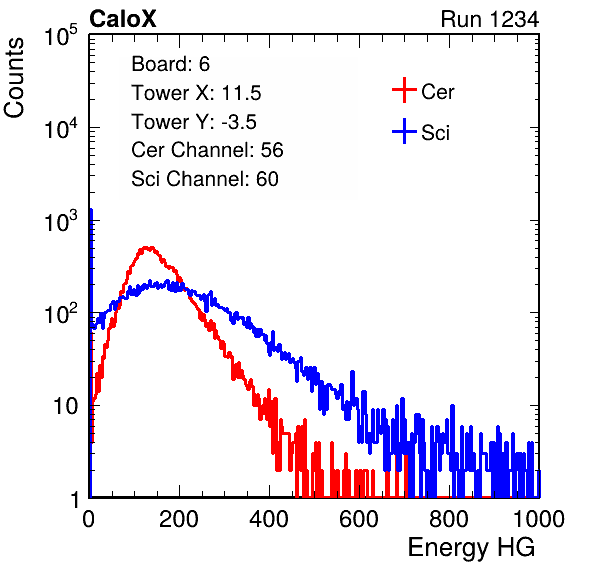 CaloX Run 1234
Counts
Board: 6
Tower X: 11.5
Tower Y: -3.5
Cer Channel: 56
Sci Channel: 60
Cer
Sci
10^5
10^4
10^3
10^2
10
1
0 200 400 600 800 1000
Energy HG